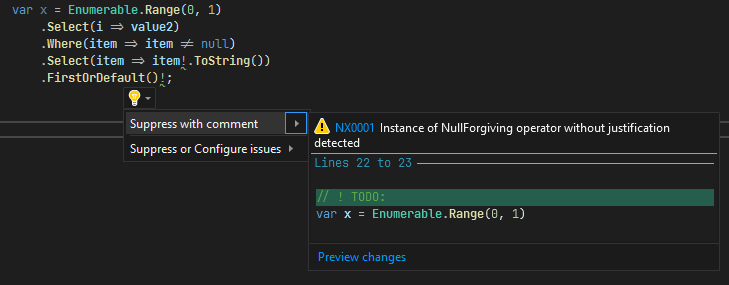 var x = Enumerable.Range(0, 1)
.Select(i => value2)
.Where(item => item ≠ null)
.Select(item => item!.ToString())
.FirstOrDefault()!;
Suppress with comment
Suppress or Configure issues
NX0001 Instance of NullForgiving operator without justification
detected
Lines 22 to 23
// ! TODO:
var x = Enumerable.Range(0, 1)
Preview changes